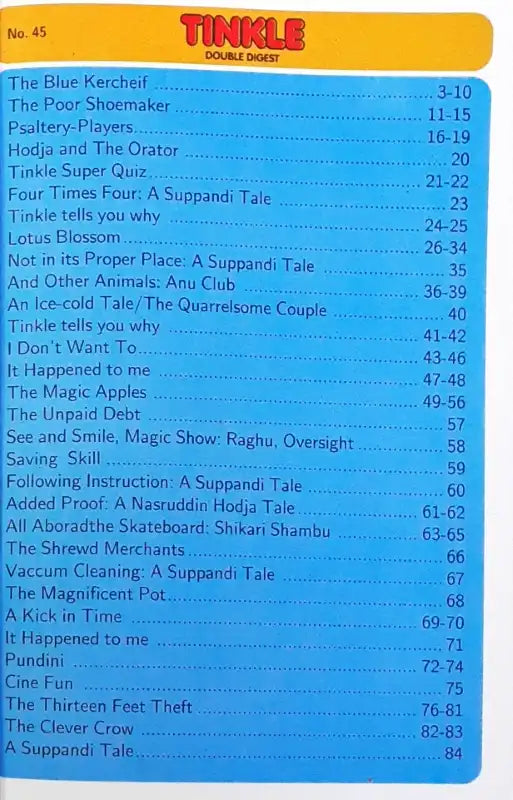 No. 45
TINKLE
DOUBLE DIGEST
The Blue Kercheif ... 3-10
The Poor Shoemaker ... 11-15
Psaltery-Players... 16-19
Hodja and The Orator ... 20
Tinkle Super Quiz... 21-22
Four Times Four: A Suppandi Tale ... 23
Tinkle tells you why ... 24-25
Lotus Blossom ... 26-34
Not in its Proper Place: A Suppandi Tale ... 35
And Other Animals: Anu Club ... 36-39
An Ice-cold Tale/The Quarrelsome Couple ... 40
Tinkle tells you why ... 41-42
I Don't Want To... 43-46
It Happened to me ... 47-48
The Magic Apples ... 49-56
The Unpaid Debt ... 57
See and Smile, Magic Show: Raghu, Oversight ... 58
Saving Skill ... 59
Following Instruction: A Suppandi Tale ... 60
Added Proof: A Nasruddin Hodja Tale... 61-62
All Aboradthe Skateboard: Shikari Shambu ... 63-65
The Shrewd Merchants ... 66
Vaccum Cleaning: A Suppandi Tale ... 67
The Magnificent Pot... 68
A Kick in Time ... 69-70
It Happened to me ... 71
Pundini ... 72-74
Cine Fun ... 75
The Thirteen Feet Theft ... 76-81
The Clever Crow ... 82-83
A Suppandi Tale... 84